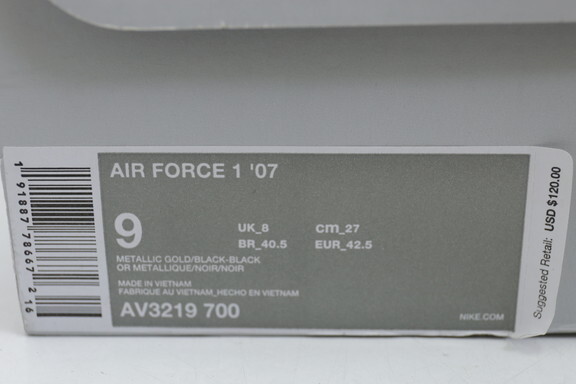 AIR FORCE 1 '07
9
UK_8 cm_27
BR_40.5 EUR_42.5
METALLIC GOLD/BLACK-BLACK
OR METALLIQUE/NOIR/NOIR
MADE IN VIETNAM
FABRIQUE AU VIETNAM_HECHO EN VIETNAM
AV3219 700
NIKE.COM
1 91887 78667 2 16
Suggested Retail: USD $120.00